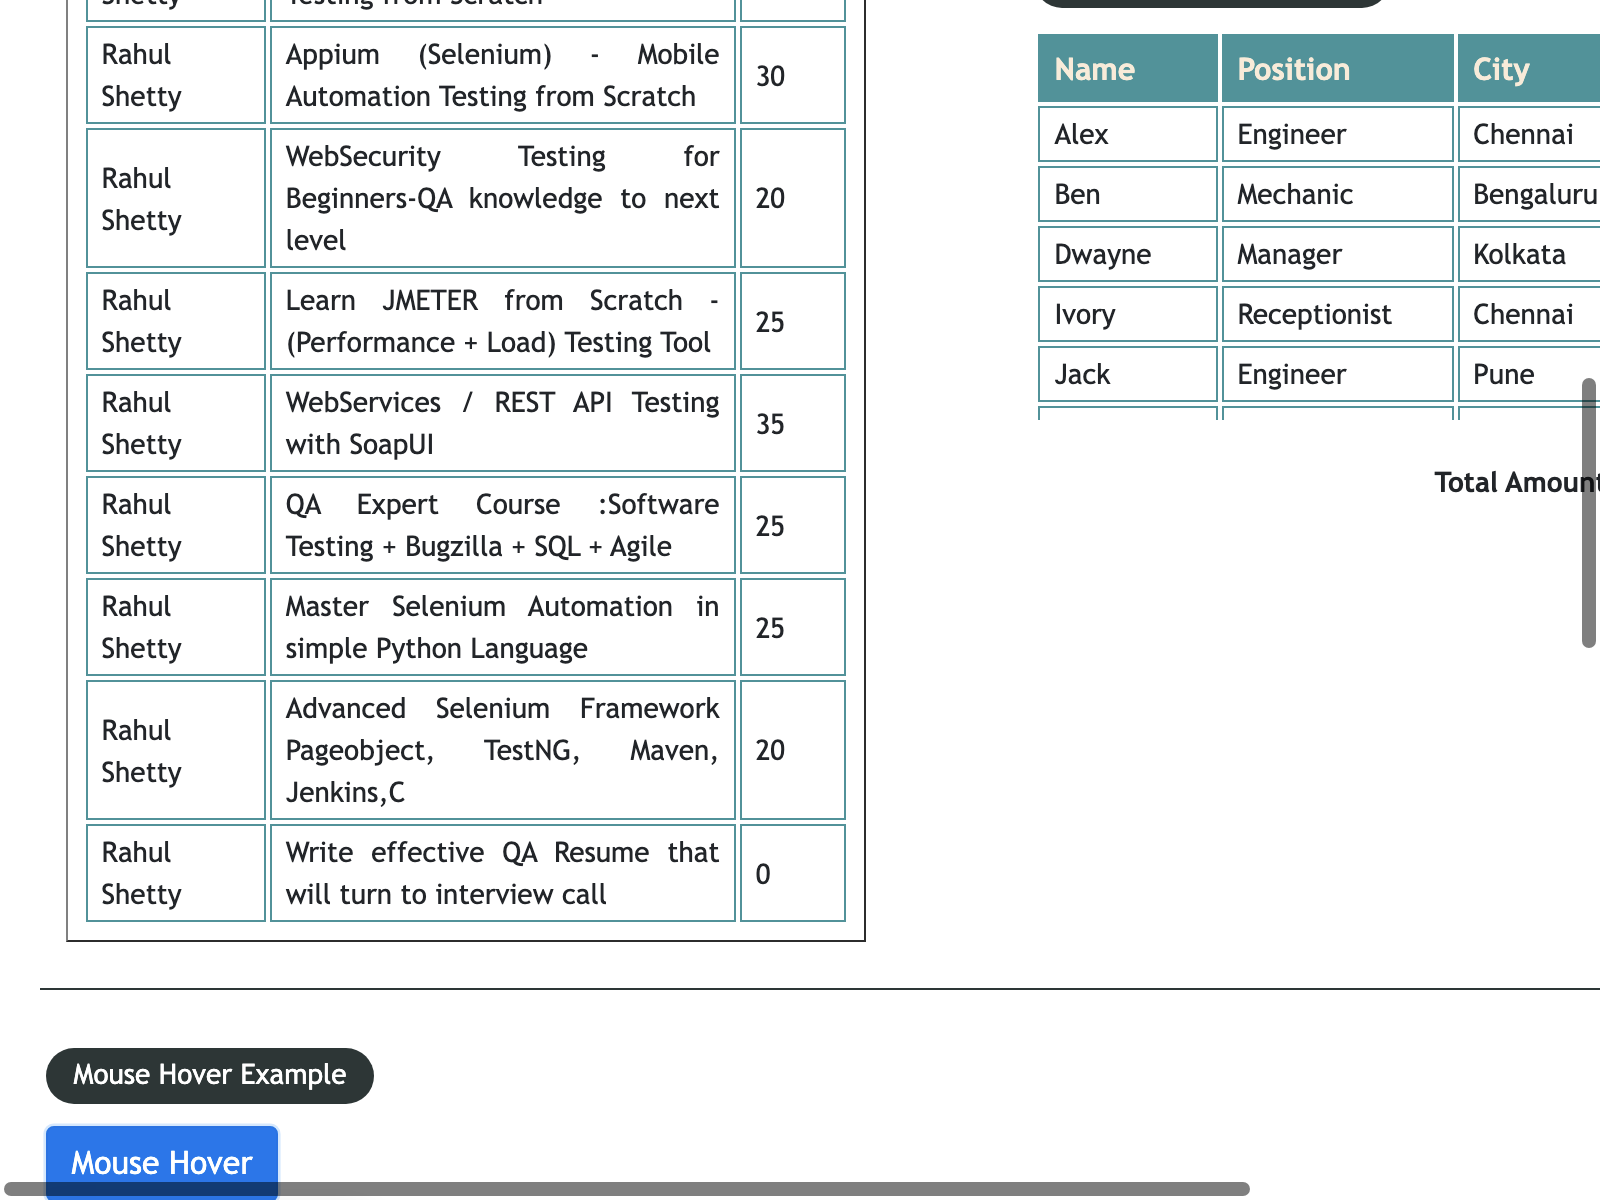 Shetty
Testing from Scratch
Rahul
Shetty
Appium (Selenium) - Mobile
Automation Testing from Scratch
30
Rahul
Shetty
WebSecurity Testing for
Beginners-QA knowledge to next
level
20
Rahul
Shetty
Learn JMETER from Scratch -
(Performance + Load) Testing Tool
25
Rahul
Shetty
WebServices / REST API Testing
with SoapUI
35
Rahul
Shetty
QA Expert Course :Software
Testing + Bugzilla + SQL + Agile
25
Rahul
Shetty
Master Selenium Automation in
simple Python Language
25
Rahul
Shetty
Advanced Selenium Framework
Pageobject, TestNG, Maven,
Jenkins,C
20
Rahul
Shetty
Write effective QA Resume that
will turn to interview call
0
Name Position City
Alex Engineer Chennai
Ben Mechanic Bengaluru
Dwayne Manager Kolkata
Ivory Receptionist Chennai
Jack Engineer Pune
Total Amount
Mouse Hover Example
Mouse Hover